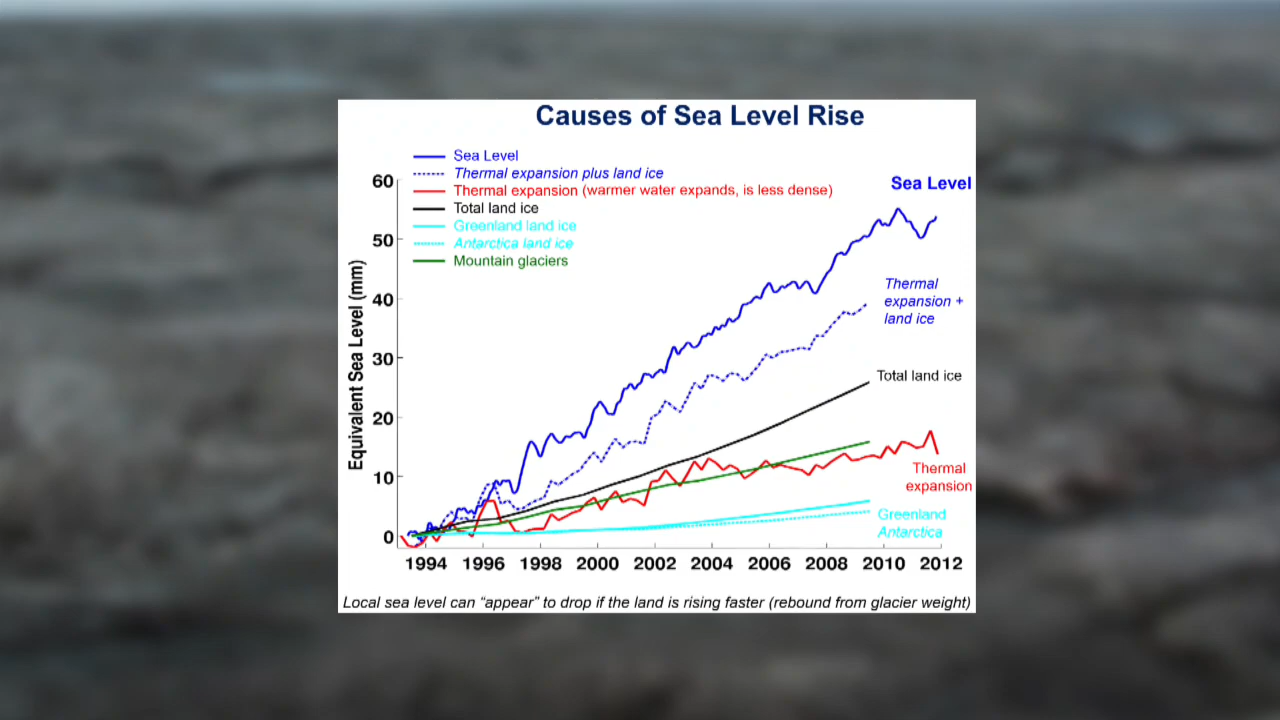 Causes of Sea Level Rise
Sea Level
Thermal expansion plus land ice
Thermal expansion (warmer water expands, is less dense)
Total land ice
Greenland land ice
Antarctica land ice
Mountain glaciers
Equivalent Sea Level (mm)
60
50
40
30
20
10
0
Sea Level
Thermal
expansion +
land ice
Total land ice
Thermal
expansion
Greenland
Antarctica
1994 1996 1998 2000 2002 2004 2006 2008 2010 2012
Local sea level can “appear” to drop if the land is rising faster (rebound from glacier weight)